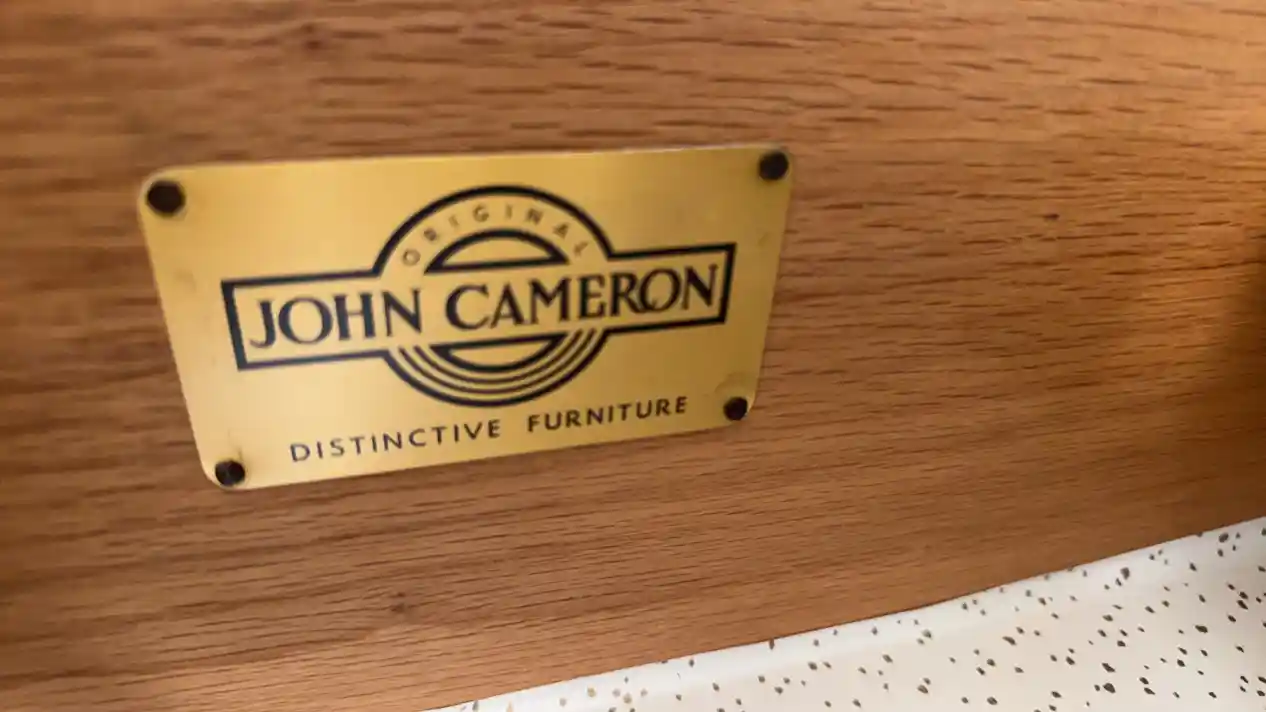 ORIGINAL
JOHN CAMERON
DISTINCTIVE FURNITURE